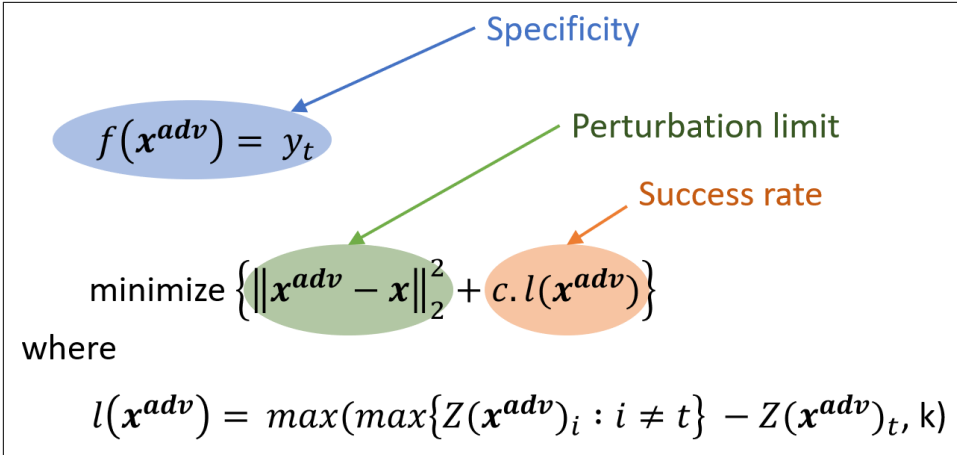 Specificity
f(x^adv) = y_t
Perturbation limit
Success rate
minimize {‖x^adv − x‖₂² + c. l(x^adv)}
where
l(x^adv) = max(max{Z(x^adv)_i : i ≠ t} − Z(x^adv)_t, k)